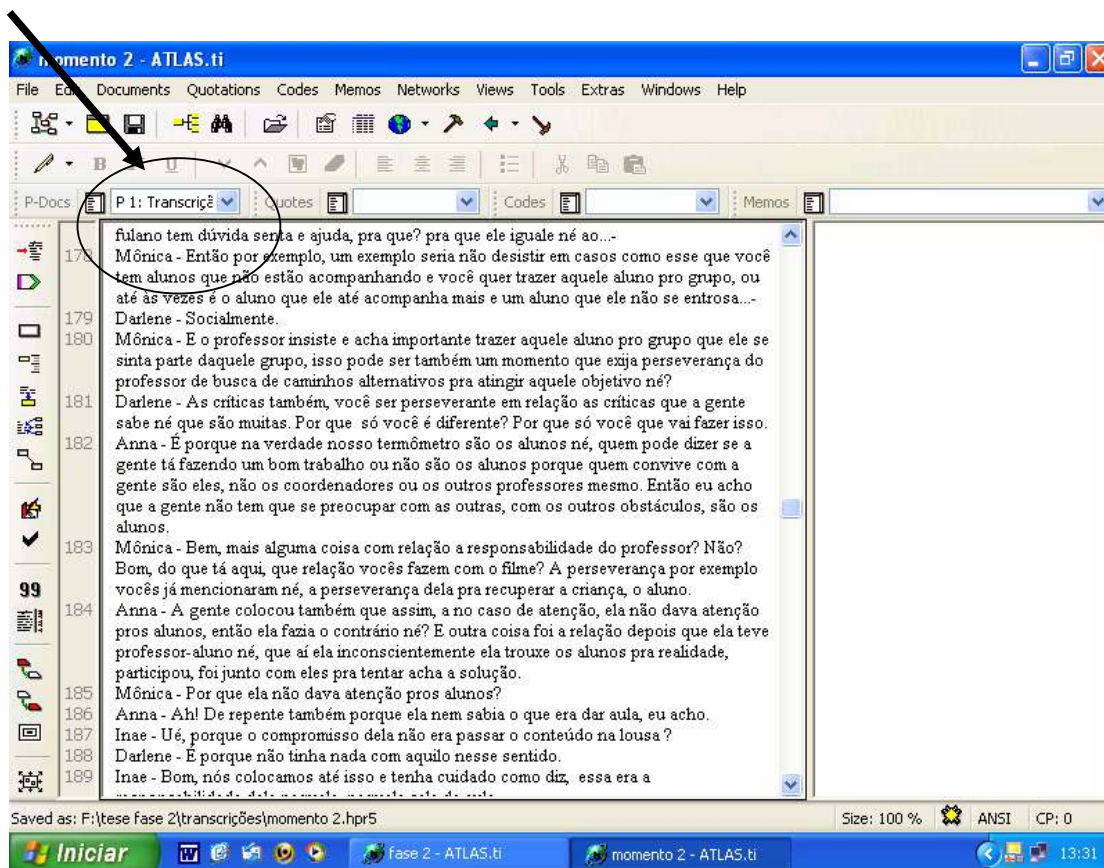 momento 2 - ATLAS.ti
File Edit Documents Quotations Codes Memos Networks Views Tools Extras Windows Help
B U
P-Docs P 1: Transcriçã Quotes Codes Memos
fulano tem dúvida senta e ajuda, pra que? pra que ele iguale né ao...-
178 Mônica - Então por exemplo, um exemplo seria não desistir em casos como esse que você
tem alunos que não estão acompanhando e você quer trazer aquele aluno pro grupo, ou
até às vezes é o aluno que ele até acompanha mais e um aluno que ele não se entrosa...-
179 Darlene - Socialmente.
180 Mônica - E o professor insiste e acha importante trazer aquele aluno pro grupo que ele se
sinta parte daquele grupo, isso pode ser também um momento que exija perseverança do
professor de busca de caminhos alternativos pra atingir aquele objetivo né?
181 Darlene - As críticas também, você ser perseverante em relação as críticas que a gente
sabe né que são muitas. Por que só você é diferente? Por que só você que vai fazer isso.
182 Anna - É porque na verdade nosso termômetro são os alunos né, quem pode dizer se a
gente tá fazendo um bom trabalho ou não são os alunos porque quem convive com a
gente são eles, não os coordenadores ou os outros professores mesmo. Então eu acho
que a gente não tem que se preocupar com as outras, com os outros obstáculos, são os
alunos.
183 Mônica - Bem, mais alguma coisa com relação a responsabilidade do professor? Não?
Bom, do que tá aqui, que relação vocês fazem com o filme? A perseverança por exemplo
vocês já mencionaram né, a perseverança dela pra recuperar a criança, o aluno.
184 Anna - A gente colocou também que assim, a no caso de atenção, ela não dava atenção
pros alunos, então ela fazia o contrário né? E outra coisa foi a relação depois que ela teve
professor-aluno né, que aí ela inconscientemente ela trouxe os alunos pra realidade,
participou, foi junto com eles pra tentar acha a solução.
185 Mônica - Por que ela não dava atenção pros alunos?
186 Anna - Ah! De repente também porque ela nem sabia o que era dar aula, eu acho.
187 Inae - Ué, porque o compromisso dela não era passar o conteúdo na lousa ?
188 Darlene - É porque não tinha nada com aquilo nesse sentido.
189 Inae - Bom, nós colocamos até isso e tenha cuidado como diz, essa era a
Saved as: F:\tese fase 2\transcrições\momento 2.hpr5 Size: 100 % ANSI CP: 0
Iniciar fase 2 - ATLAS.ti momento 2 - ATLAS.ti 13:31